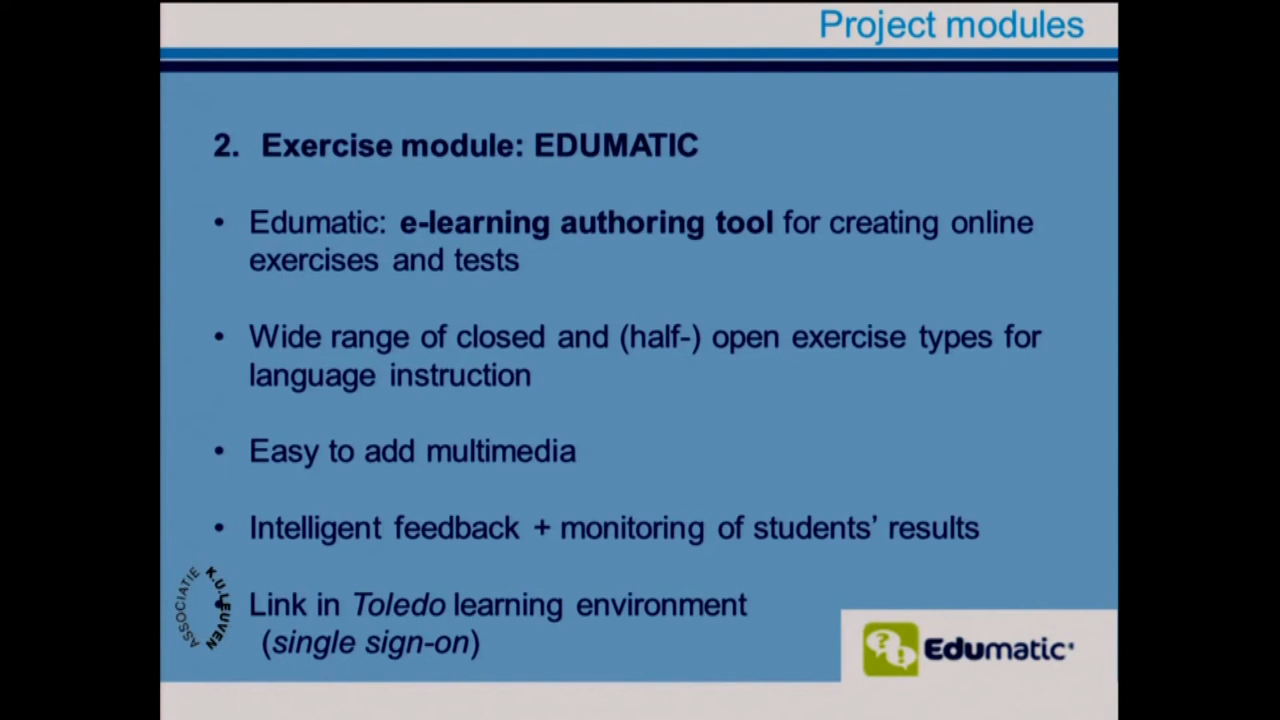 Project modules
2. Exercise module: EDUMATIC
• Edumatic: e-learning authoring tool for creating online
exercises and tests
• Wide range of closed and (half-) open exercise types for
language instruction
• Easy to add multimedia
• Intelligent feedback + monitoring of students’ results
• Link in Toledo learning environment
(single sign-on)
ASSOCIATIE
K.U.LEUVEN
Edumatic